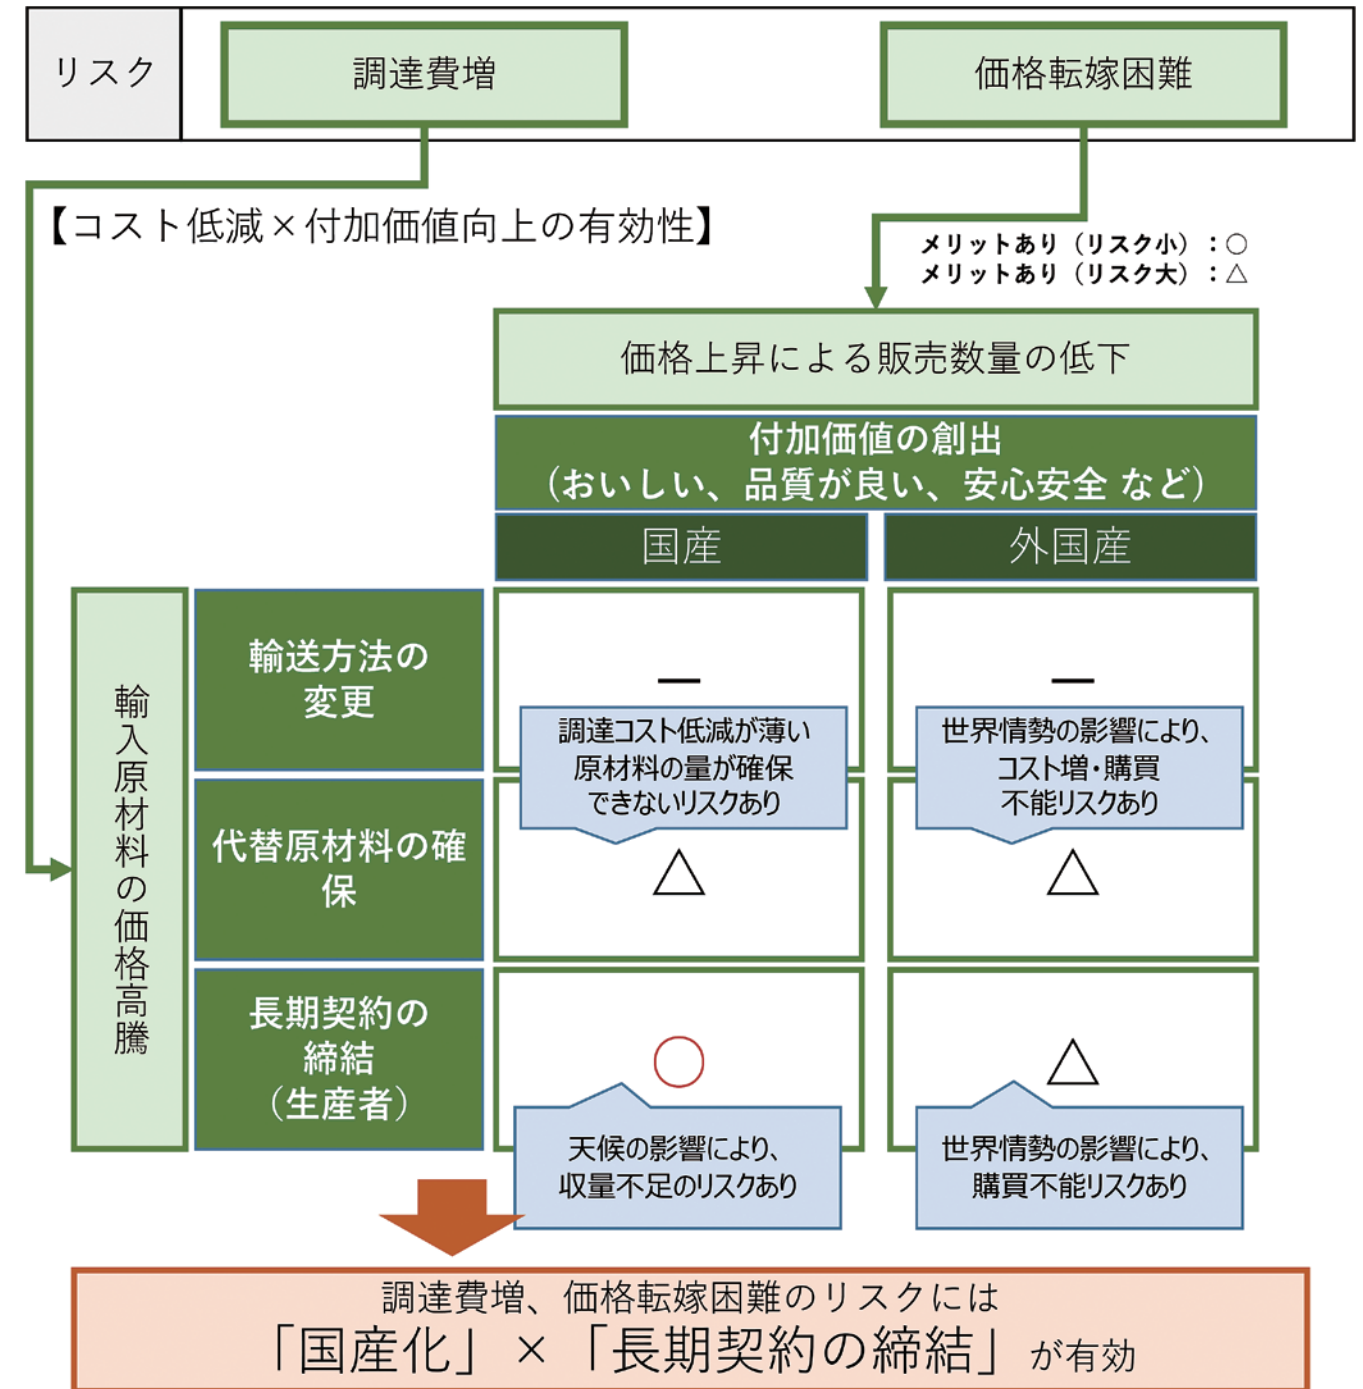 リスク
調達費増
価格転嫁困難
【コスト低減×付加価値向上の有効性】
メリットあり（リスク小）：○
メリットあり（リスク大）：△
価格上昇による販売数量の低下
付加価値の創出
（おいしい、品質が良い、安心安全 など）
国産
外国産
輸入原材料の価格高騰
輸送方法の
変更
ー
ー
調達コスト低減が薄い
原材料の量が確保
できないリスクあり
世界情勢の影響により、
コスト増・購買
不能リスクあり
代替原材料の確
保
△
△
長期契約の
締結
（生産者）
○
△
天候の影響により、
収量不足のリスクあり
世界情勢の影響により、
購買不能リスクあり
調達費増、価格転嫁困難のリスクには
「国産化」×「長期契約の締結」が有効